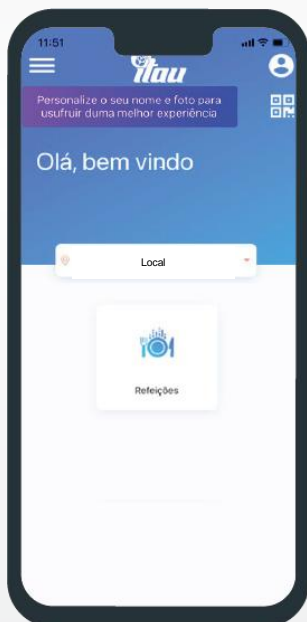 11:51
itau
Personalize o seu nome e foto para
usufruir duma melhor experiência
Olá, bem vindo
Local
Refeições